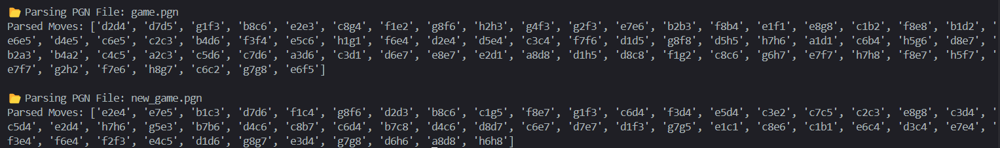 📂 Parsing PGN File: game.pgn
Parsed Moves: ['d2d4', 'd7d5', 'g1f3', 'b8c6', 'e2e3', 'c8g4', 'f1e2', 'g8f6', 'h2h3', 'g4f3', 'g2f3', 'e7e6', 'b2b3', 'f8b4', 'e1f1', 'e8g8', 'c1b2', 'f8e8', 'b1d2', '
e6e5', 'd4e5', 'c6e5', 'c2c3', 'b4d6', 'f3f4', 'e5c6', 'h1g1', 'f6e4', 'd2e4', 'd5e4', 'c3c4', 'f7f6', 'd1d5', 'g8f8', 'd5h5', 'h7h6', 'a1d1', 'c6b4', 'h5g6', 'd8e7', '
b2a3', 'b4a2', 'c4c5', 'a2c3', 'c5d6', 'c7d6', 'a3d6', 'c3d1', 'd6e7', 'e8e7', 'e2d1', 'a8d8', 'd1h5', 'd8c8', 'f1g2', 'c8c6', 'g6h7', 'e7f7', 'h7h8', 'f8e7', 'h5f7', '
e7f7', 'g2h2', 'f7e6', 'h8g7', 'c6c2', 'g7g8', 'e6f5']
📂 Parsing PGN File: new_game.pgn
Parsed Moves: ['e2e4', 'e7e5', 'b1c3', 'd7d6', 'f1c4', 'g8f6', 'd2d3', 'b8c6', 'c1g5', 'f8e7', 'g1f3', 'c6d4', 'f3d4', 'e5d4', 'c3e2', 'c7c5', 'c2c3', 'e8g8', 'c3d4', '
c5d4', 'e2d4', 'h7h6', 'g5e3', 'b7b6', 'd4c6', 'c8b7', 'c6d4', 'b7c8', 'd4c6', 'd8d7', 'c6e7', 'd7e7', 'd1f3', 'g7g5', 'e1c1', 'c8e6', 'c1b1', 'e6c4', 'd3c4', 'e7e4', '
f3e4', 'f6e4', 'f2f3', 'e4c5', 'd1d6', 'g8g7', 'e3d4', 'g7g8', 'd6h6', 'a8d8', 'h6h8']